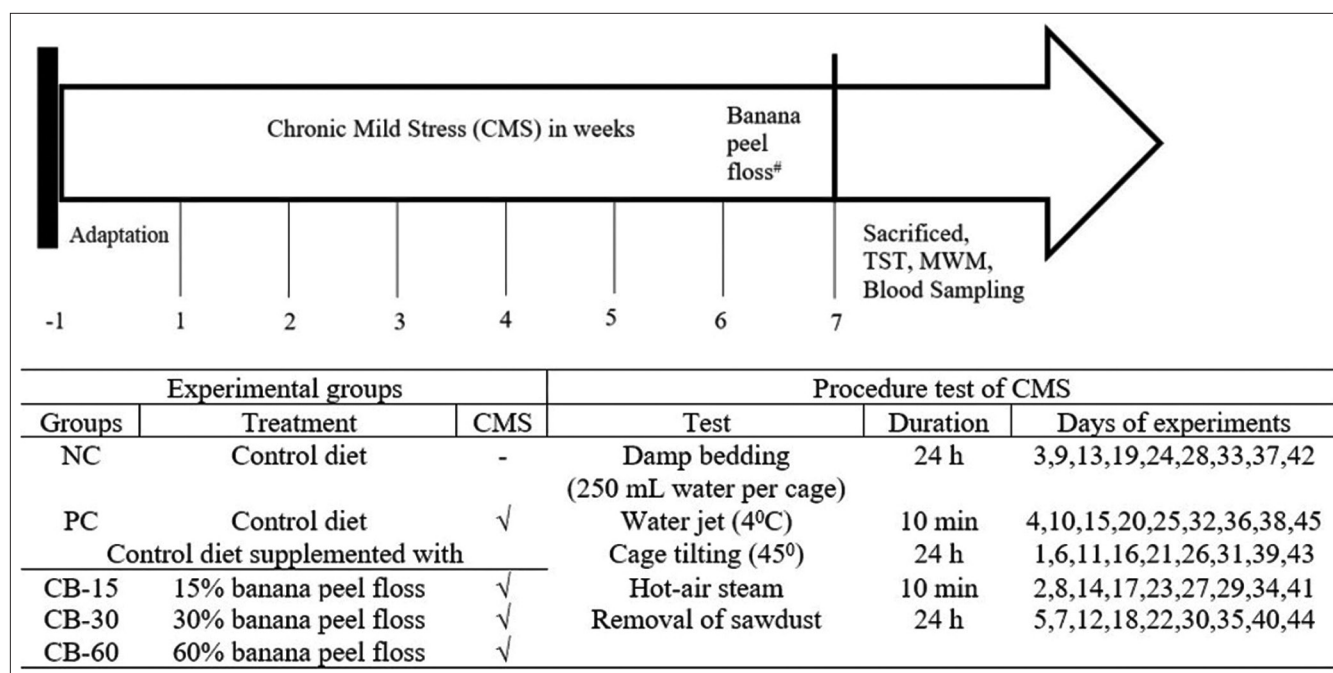 Chronic Mild Stress (CMS) in weeks
Banana
peel
floss#
Adaptation
Sacrificed,
TST, MWM,
Blood Sampling
-1 1 2 3 4 5 6 7
Experimental groups Procedure test of CMS
Groups Treatment CMS Test Duration Days of experiments
NC Control diet - Damp bedding 24 h 3,9,13,19,24,28,33,37,42
(250 mL water per cage)
PC Control diet √ Water jet (4⁰C) 10 min 4,10,15,20,25,32,36,38,45
Control diet supplemented with Cage tilting (45⁰) 24 h 1,6,11,16,21,26,31,39,43
CB-15 15% banana peel floss √ Hot-air steam 10 min 2,8,14,17,23,27,29,34,41
CB-30 30% banana peel floss √ Removal of sawdust 24 h 5,7,12,18,22,30,35,40,44
CB-60 60% banana peel floss √